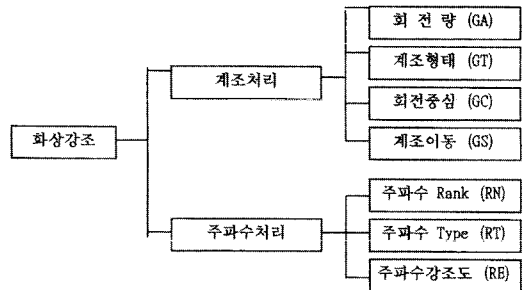 회 전 량 (GA)
계조형태 (GT)
계조처리
회전중심 (GC)
계조이동 (GS)
화상강조
주파수 Rank (RN)
주파수처리
주파수 Type (RT)
주파수강조도 (RE)